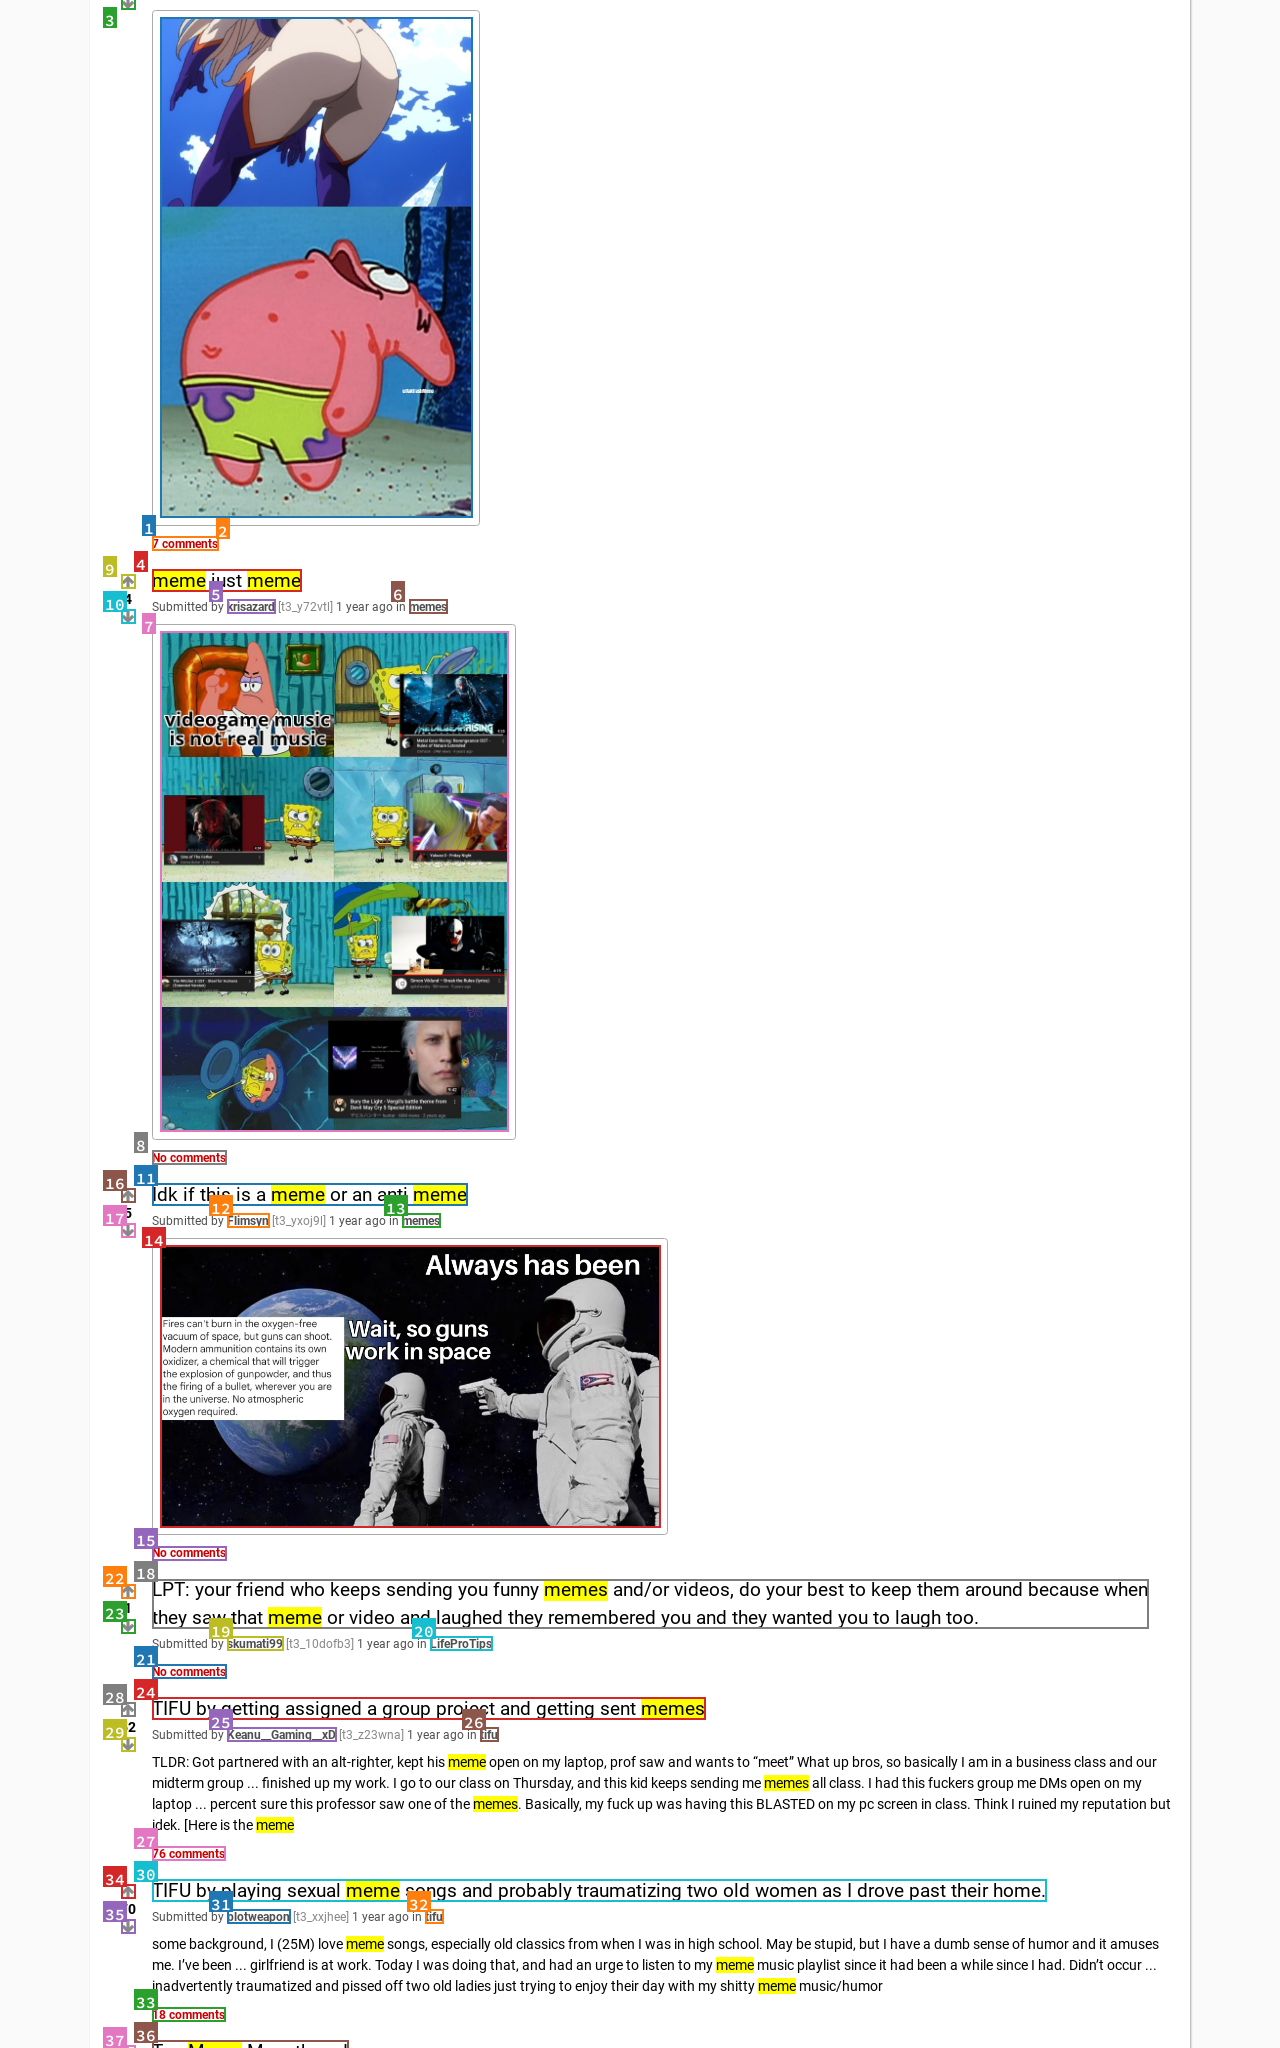 3
1
2
7 comments
9
4
meme just meme
10
4
5
6
Submitted by krisazard [t3_y72vtl] 1 year ago in memes
7
videogame music
is not real music
METAL GEAR RISING
8
No comments
16
11
Idk if this is a meme or an anti meme
17
5
12
13
Submitted by Flimsyn [t3_yxoj9l] 1 year ago in memes
14
Always has been
Wait, so guns
work in space
Fires can't burn in the oxygen-free
vacuum of space, but guns can shoot.
Modern ammunition contains its own
oxidizer, a chemical that will trigger
the explosion of gunpowder, and thus
the firing of a bullet, wherever you are
in the universe. No atmospheric
oxygen required.
15
No comments
22
18
LPT: your friend who keeps sending you funny memes and/or videos, do your best to keep them around because when
23
they saw that meme or video and laughed they remembered you and they wanted you to laugh too.
19
20
Submitted by skumati99 [t3_10dofb3] 1 year ago in LifeProTips
21
No comments
28
24
TIFU by getting assigned a group project and getting sent memes
29
2
25
26
Submitted by Keanu__Gaming__xD [t3_z23wna] 1 year ago in tifu
TLDR: Got partnered with an alt-righter, kept his meme open on my laptop, prof saw and wants to “meet” What up bros, so basically I am in a business class and our
midterm group ... finished up my work. I go to our class on Thursday, and this kid keeps sending me memes all class. I had this fuckers group me DMs open on my
laptop ... percent sure this professor saw one of the memes. Basically, my fuck up was having this BLASTED on my pc screen in class. Think I ruined my reputation but
idek. [Here is the meme
27
76 comments
34
30
TIFU by playing sexual meme songs and probably traumatizing two old women as I drove past their home.
35
0
31
32
Submitted by plotweapon [t3_xxjhee] 1 year ago in tifu
some background, I (25M) love meme songs, especially old classics from when I was in high school. May be stupid, but I have a dumb sense of humor and it amuses
me. I’ve been ... girlfriend is at work. Today I was doing that, and had an urge to listen to my meme music playlist since it had been a while since I had. Didn’t occur ...
inadvertently traumatized and pissed off two old ladies just trying to enjoy their day with my shitty meme music/humor
33
18 comments
37
36